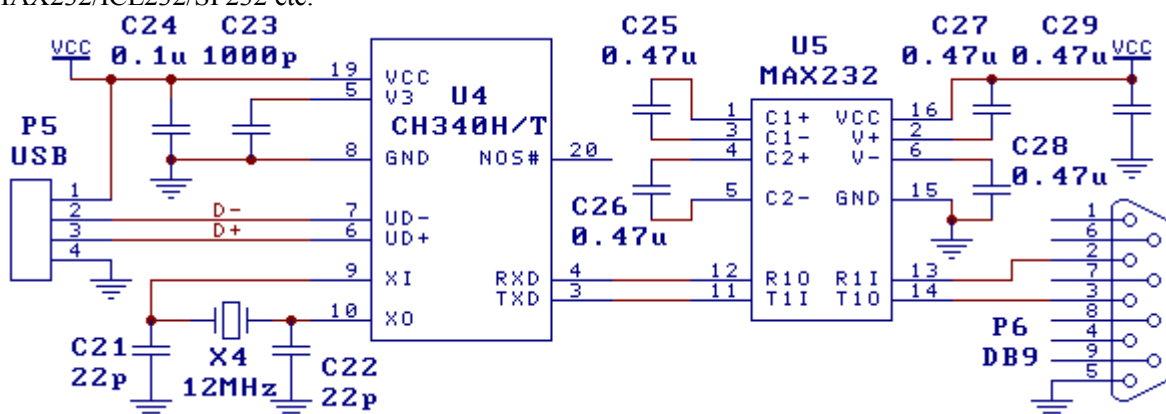 MAX232/ICL232/SP232 etc.
C24 C23 C25 C27 C29
VCC 0.1u 1000p 0.47u U5 0.47u 0.47u VCC
MAX232
19 VCC
5 V3
U4
CH340H/T
8 GND NOS# 20
P5
USB
1
2 D- 7 UD-
3 D+ 6 UD+
4
9 XI RXD 4
TXD 3
10 XO
C21
22p
X4
12MHz
C22
22p
1 C1+ VCC 16
3 C1- V+ 2
4 C2+ V- 6
5 C2- GND 15
C26
0.47u
C28
0.47u
12 R1O R1I 13
11 T1I T1O 14
P6
DB9
1
6
2
7
3
8
4
9
5